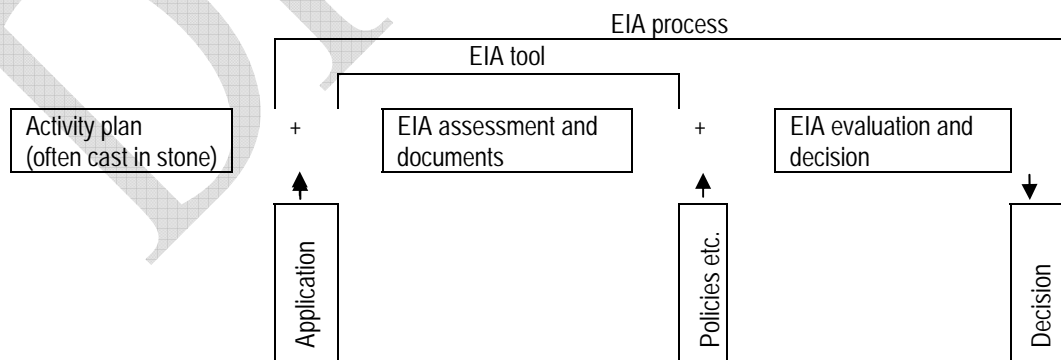 EIA process
EIA tool
Activity plan
(often cast in stone)
+
EIA assessment and
documents
+
EIA evaluation and
decision
Application
Policies etc.
Decision